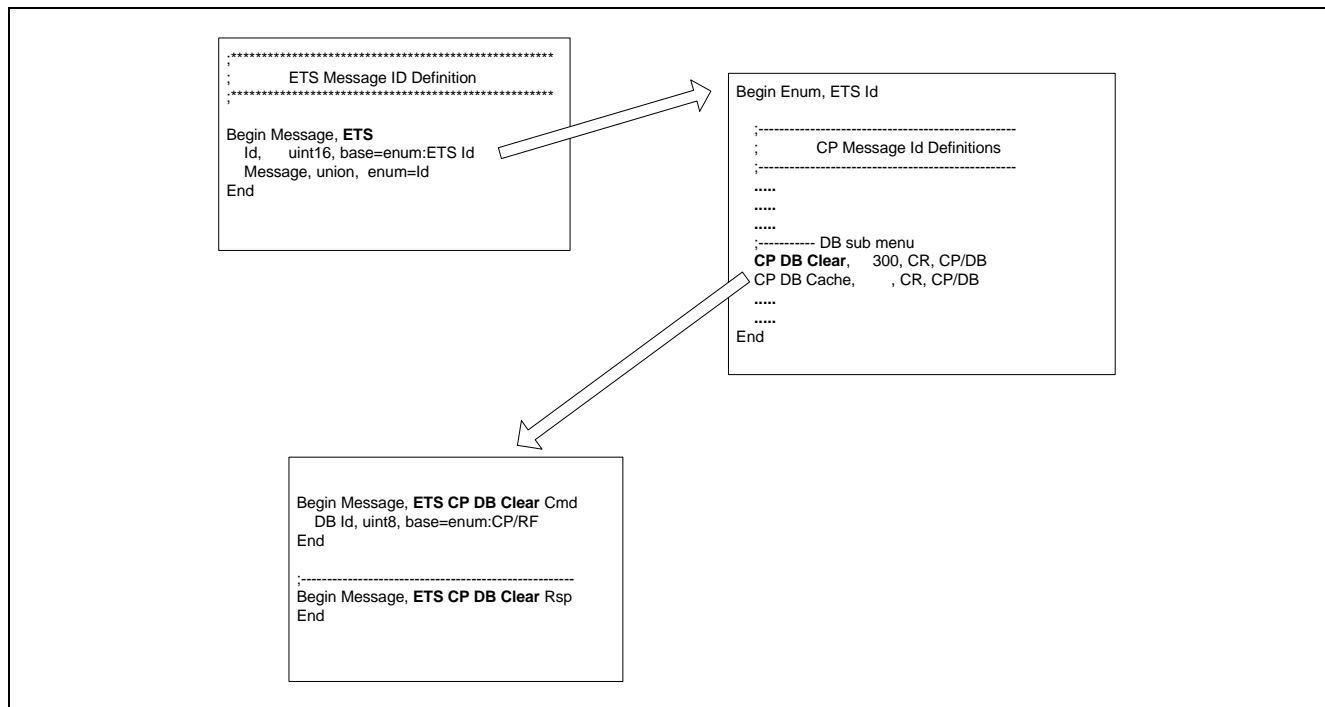 ;*****************************************************
; ETS Message ID Definition
;*****************************************************
Begin Message, ETS
Id, uint16, base=enum:ETS Id
Message, union, enum=Id
End
Begin Enum, ETS Id
;--------------------------------------------------
; CP Message Id Definitions
;--------------------------------------------------
.....
.....
.....
;----------- DB sub menu
CP DB Clear, 300, CR, CP/DB
CP DB Cache, , CR, CP/DB
.....
.....
End
Begin Message, ETS CP DB Clear Cmd
DB Id, uint8, base=enum:CP/RF
End
;-----------------------------------------------------
Begin Message, ETS CP DB Clear Rsp
End